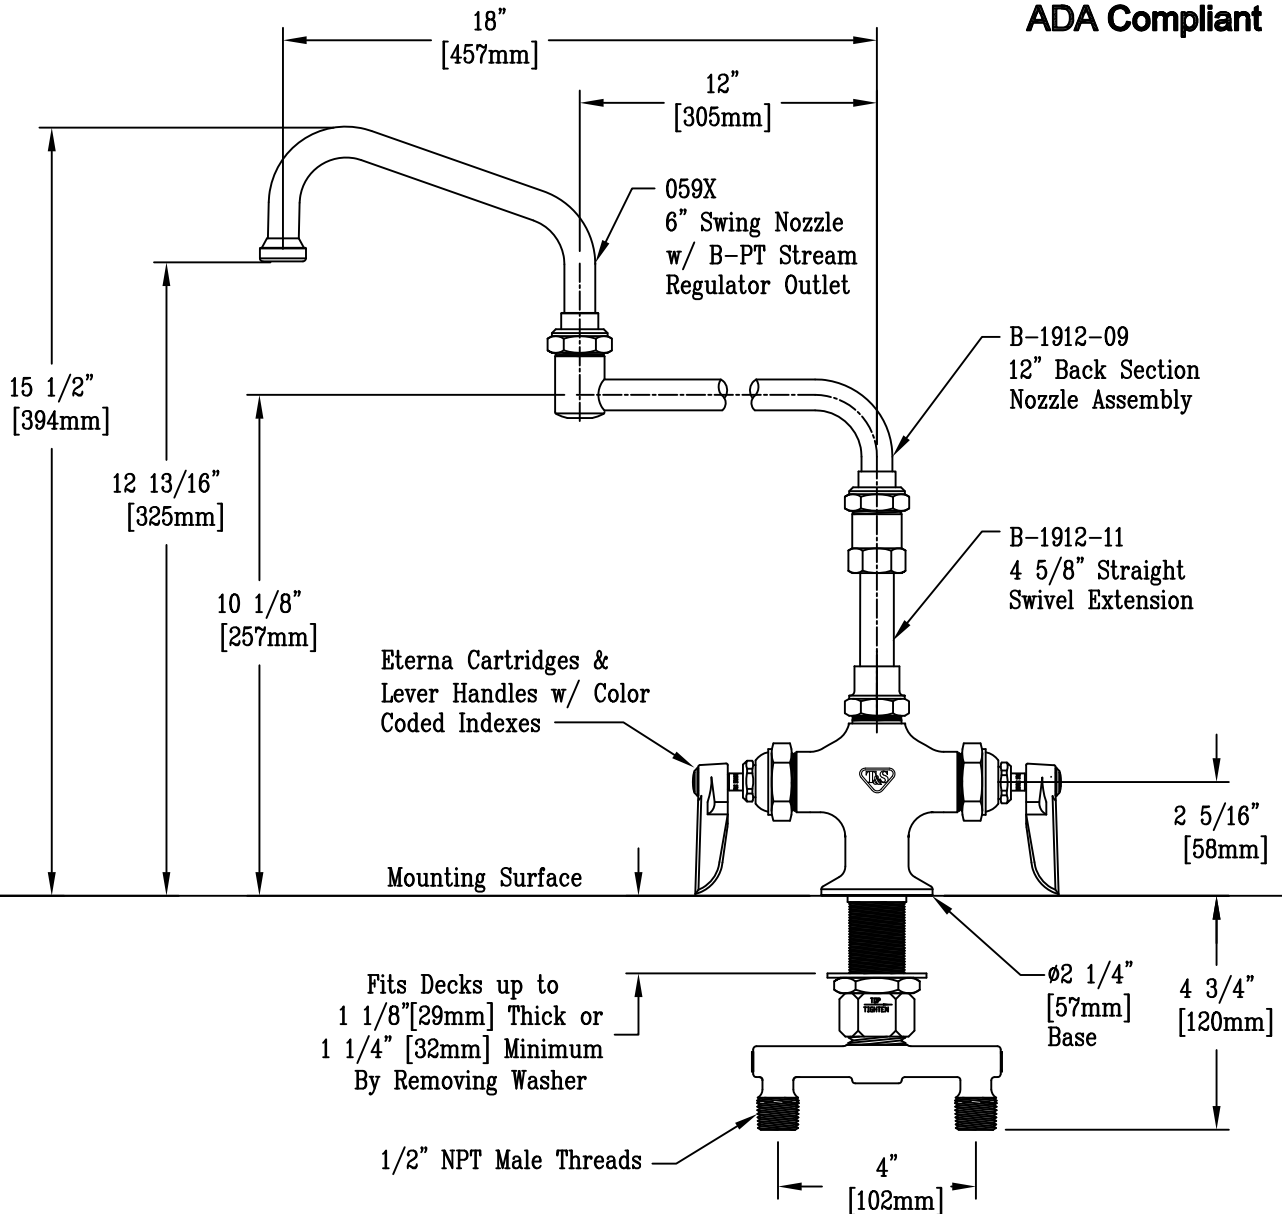 ADA Compliant
18"
[457mm]
12"
[305mm]
059X
6" Swing Nozzle
w/ B-PT Stream
Regulator Outlet
B-1912-09
12" Back Section
Nozzle Assembly
15 1/2"
[394mm]
12 13/16"
[325mm]
B-1912-11
4 5/8" Straight
Swivel Extension
10 1/8"
[257mm]
Eterna Cartridges &
Lever Handles w/ Color
Coded Indexes
T&S
2 5/16"
[58mm]
Mounting Surface
Fits Decks up to
1 1/8"[29mm] Thick or
1 1/4" [32mm] Minimum
By Removing Washer
TOP
TIGHTEN
ø2 1/4"
[57mm]
Base
4 3/4"
[120mm]
1/2" NPT Male Threads
4"
[102mm]